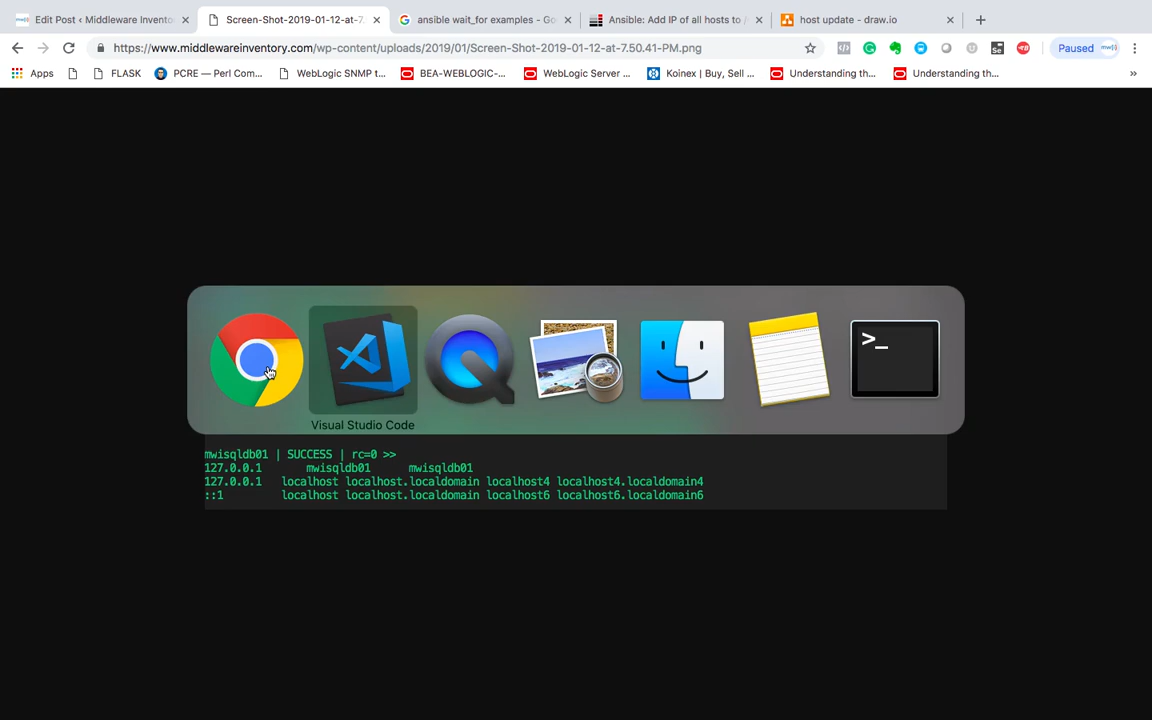 Edit Post ‹ Middleware Invento
Screen-Shot-2019-01-12-at-7.
ansible wait_for examples - Go
Ansible: Add IP of all hosts to /
host update - draw.io
https://www.middlewareinventory.com/wp-content/uploads/2019/01/Screen-Shot-2019-01-12-at-7.50.41-PM.png
Paused
Apps
FLASK
PCRE — Perl Com...
WebLogic SNMP t...
BEA-WEBLOGIC-...
WebLogic Server ...
Koinex | Buy, Sell ...
Understanding th...
Understanding th...
>_
Visual Studio Code
mwisqldb01 | SUCCESS | rc=0 >>
127.0.0.1 mwisqldb01 mwisqldb01
127.0.0.1 localhost localhost.localdomain localhost4 localhost4.localdomain4
::1 localhost localhost.localdomain localhost6 localhost6.localdomain6